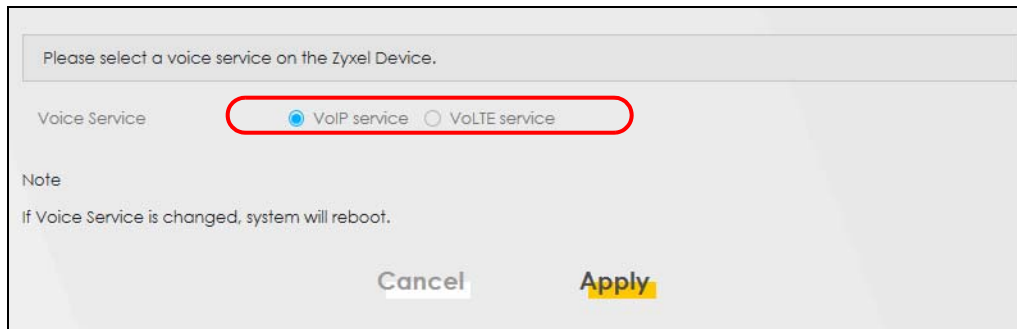 Please select a voice service on the Zyxel Device.
Voice Service VoIP service VoLTE service
Note
If Voice Service is changed, system will reboot.
Cancel Apply